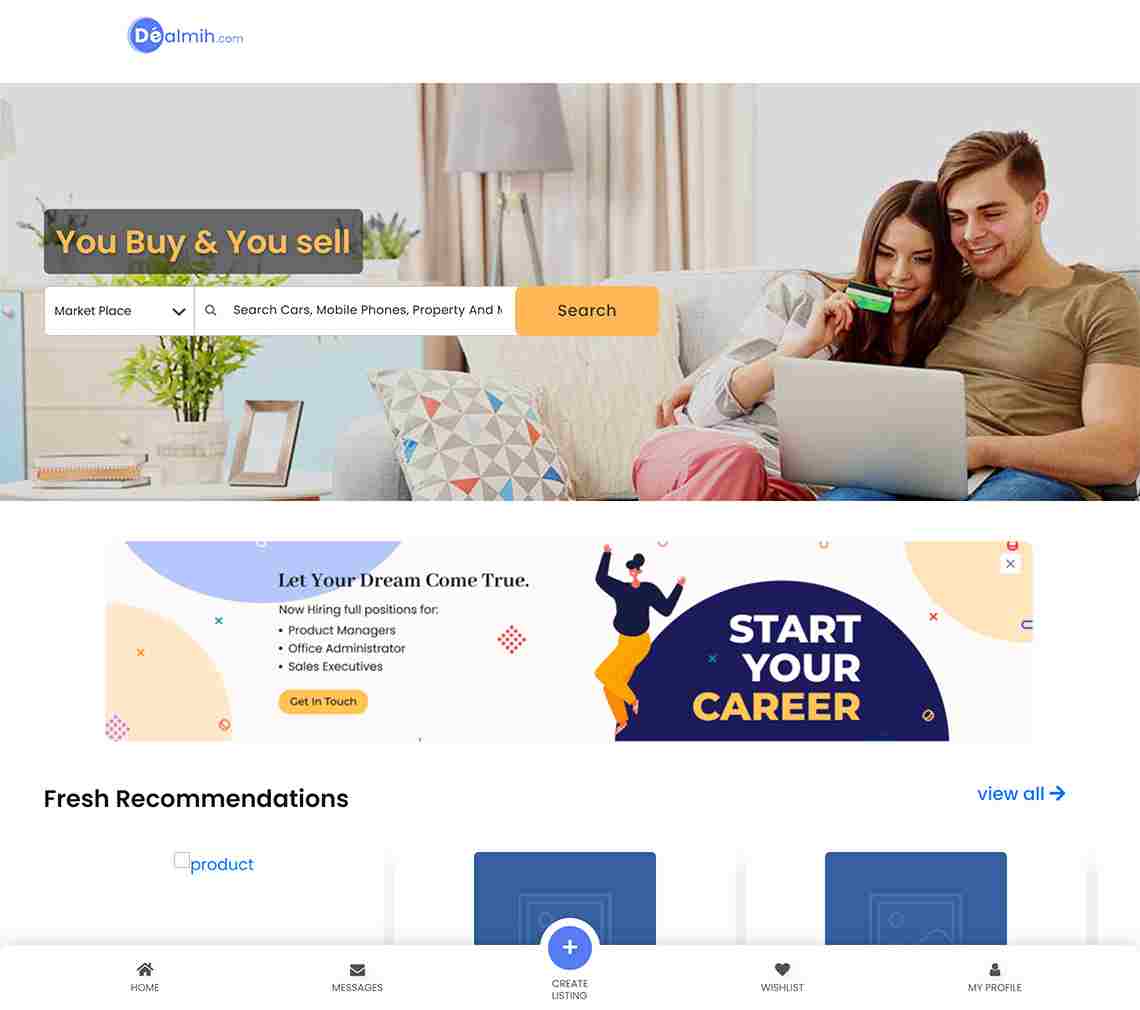 Déalmih.com
You Buy & You sell
Market Place
Search Cars, Mobile Phones, Property And
Search
Let Your Dream Come True.
Now Hiring full positions for:
• Product Managers
• Office Administrator
• Sales Executives
Get In Touch
START
YOUR
CAREER
Fresh Recommendations
view all
product
HOME
MESSAGES
CREATE
LISTING
WISHLIST
MY PROFILE